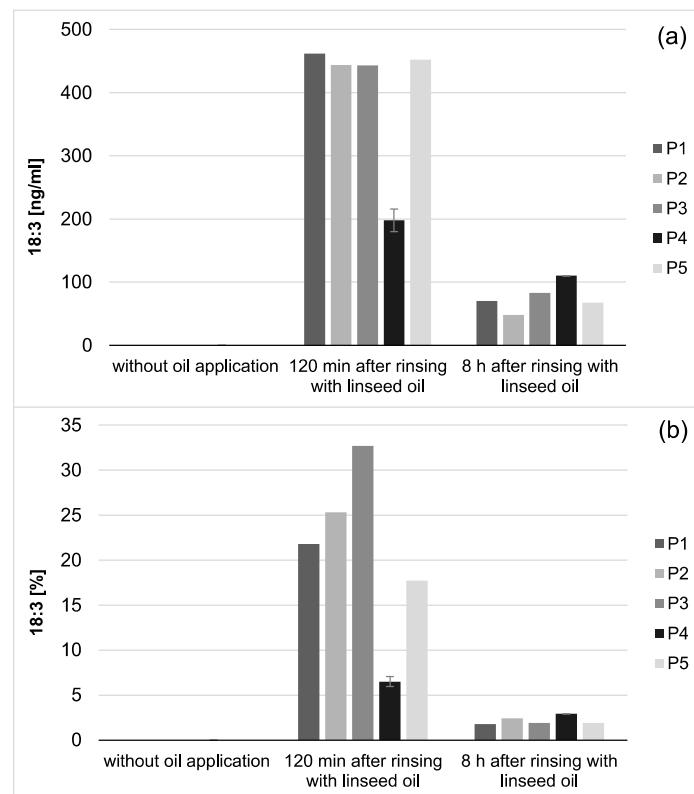 (a)
18:3 [ng/ml]
500
400
300
200
100
0
without oil application
120 min after rinsing
with linseed oil
8 h after rinsing with
linseed oil
P1
P2
P3
P4
P5
(b)
18:3 [%]
35
30
25
20
15
10
5
0
without oil application
120 min after rinsing
with linseed oil
8 h after rinsing with
linseed oil
P1
P2
P3
P4
P5